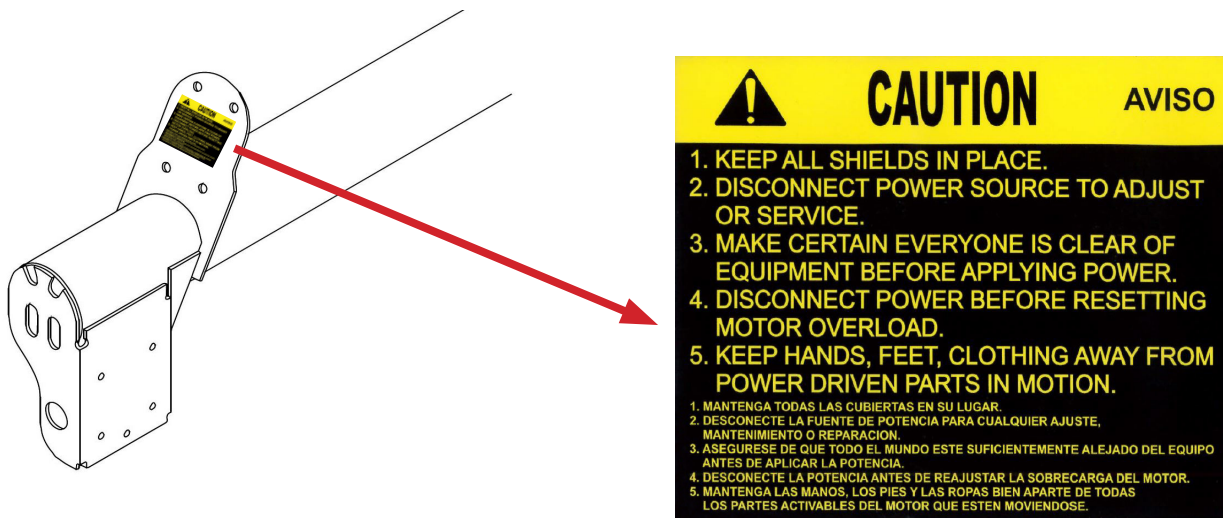 CAUTION AVISO
1. KEEP ALL SHIELDS IN PLACE.
2. DISCONNECT POWER SOURCE TO ADJUST
OR SERVICE.
3. MAKE CERTAIN EVERYONE IS CLEAR OF
EQUIPMENT BEFORE APPLYING POWER.
4. DISCONNECT POWER BEFORE RESETTING
MOTOR OVERLOAD.
5. KEEP HANDS, FEET, CLOTHING AWAY FROM
POWER DRIVEN PARTS IN MOTION.
1. MANTENGA TODAS LAS CUBIERTAS EN SU LUGAR.
2. DESCONECTE LA FUENTE DE POTENCIA PARA CUALQUIER AJUSTE,
MANTENIMIENTO O REPARACION.
3. ASEGURESE DE QUE TODO EL MUNDO ESTE SUFICIENTEMENTE ALEJADO DEL EQUIPO
ANTES DE APLICAR LA POTENCIA.
4. DESCONECTE LA POTENCIA ANTES DE REAJUSTAR LA SOBRECARGA DEL MOTOR.
5. MANTENGA LAS MANOS, LOS PIES Y LAS ROPAS BIEN APARTE DE TODAS
LOS PARTES ACTIVABLES DEL MOTOR QUE ESTEN MOVIENDOSE.